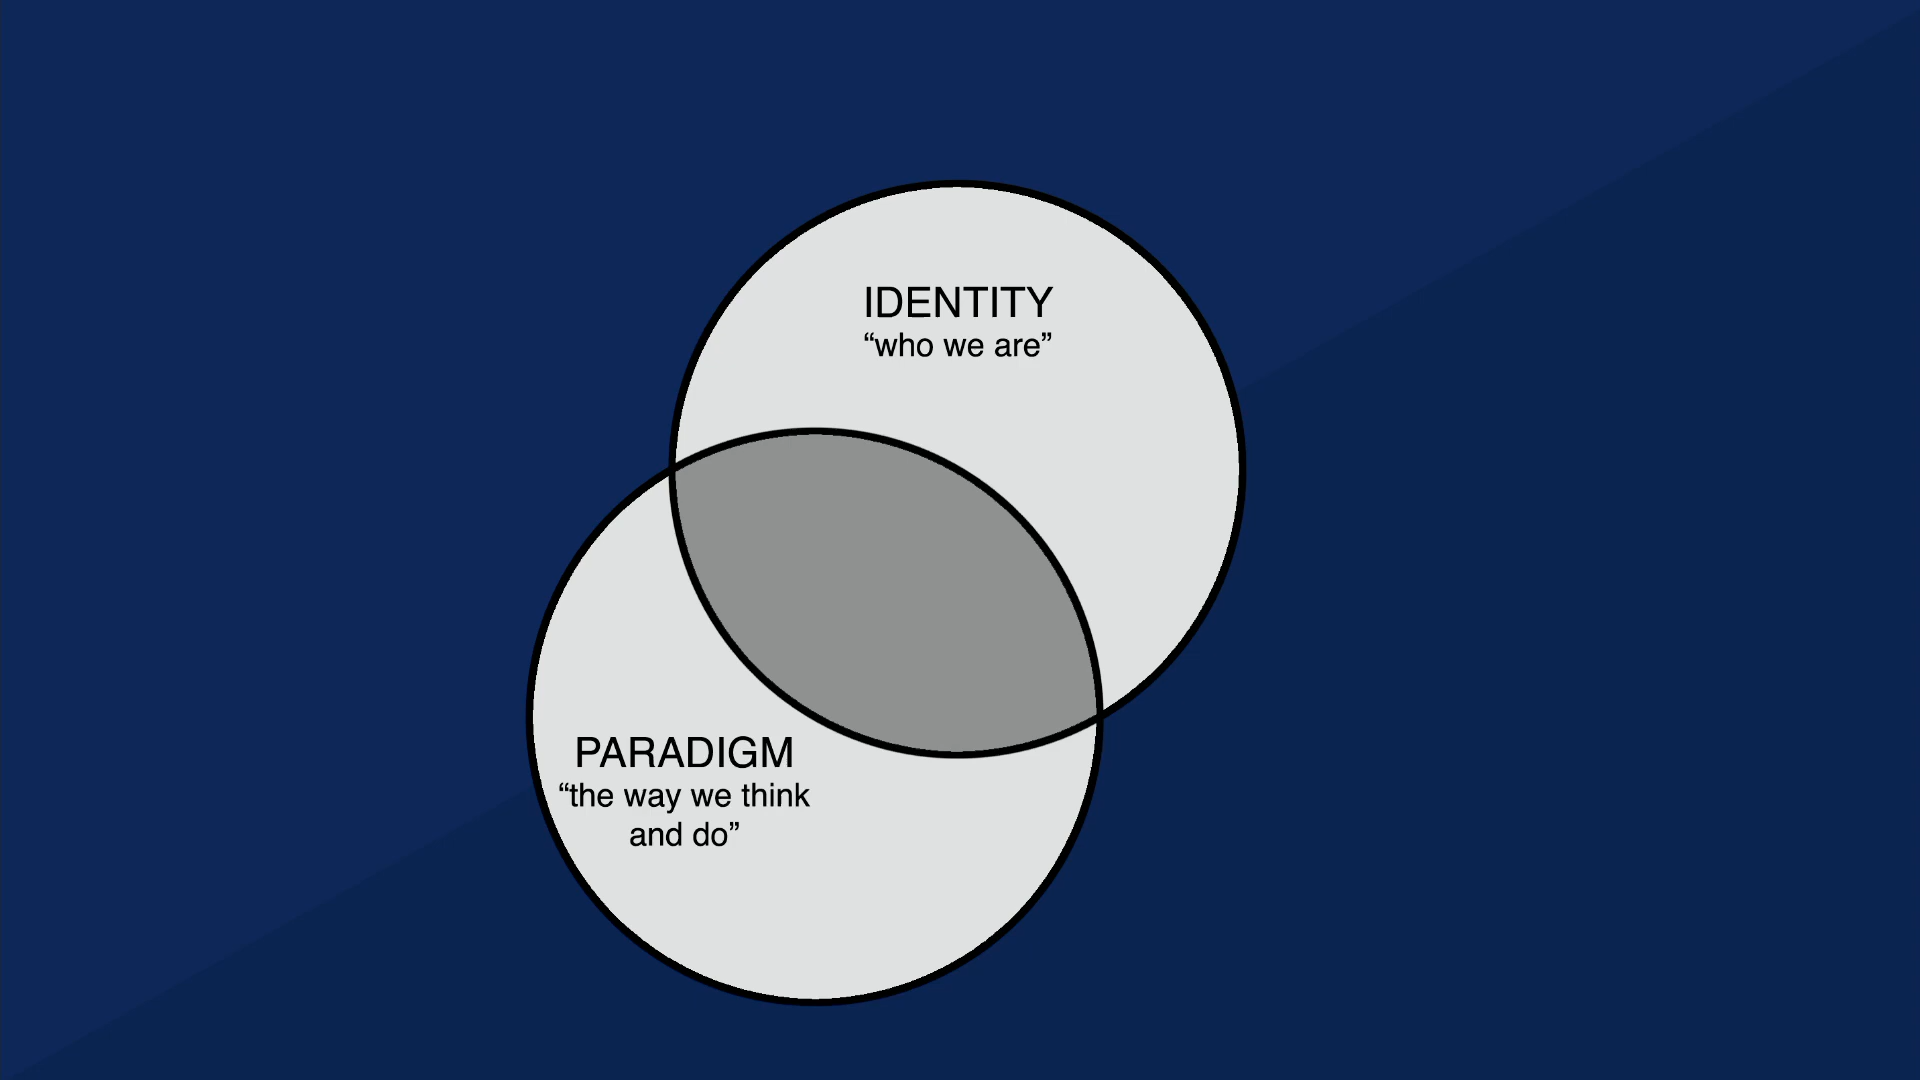 IDENTITY
“who we are”
PARADIGM
“the way we think
and do”